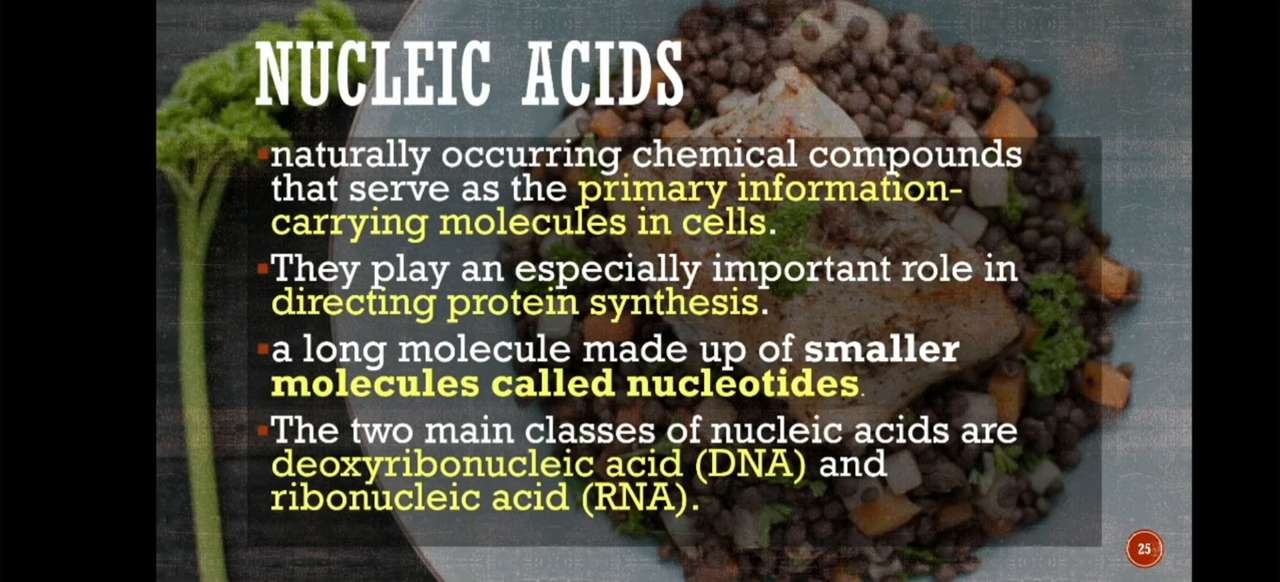 NUCLEIC ACIDS
▪naturally occurring chemical compounds
that serve as the primary information-
carrying molecules in cells.
▪They play an especially important role in
directing protein synthesis.
▪a long molecule made up of smaller
molecules called nucleotides.
▪The two main classes of nucleic acids are
deoxyribonucleic acid (DNA) and
ribonucleic acid (RNA).
25